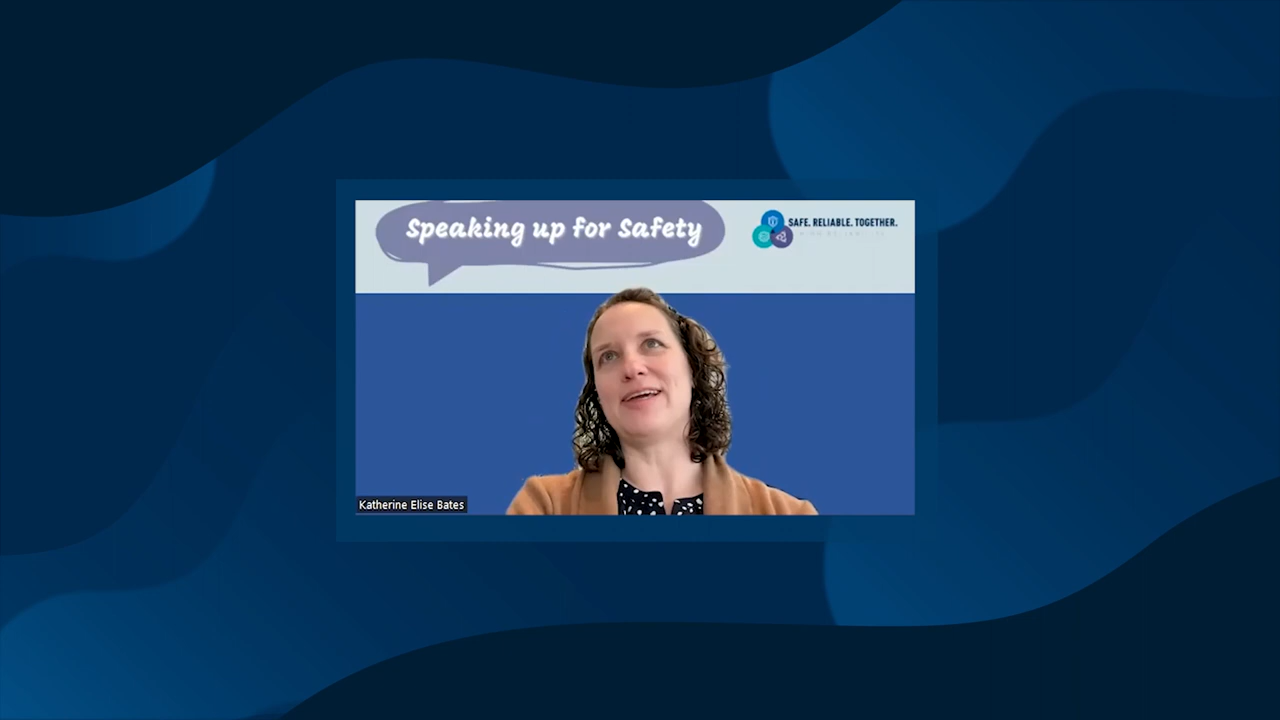 Speaking up for Safety
SAFE. RELIABLE. TOGETHER.
Katherine Elise Bates